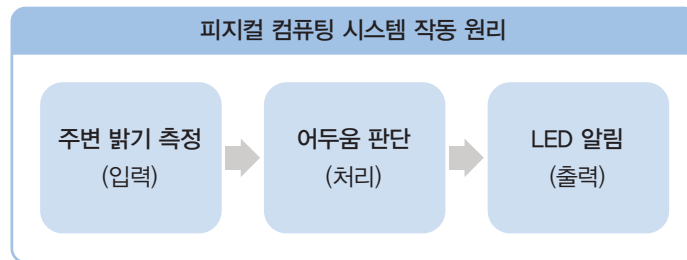 피지컬 컴퓨팅 시스템 작동 원리
주변 밝기 측정
(입력)
어두움 판단
(처리)
LED 알림
(출력)